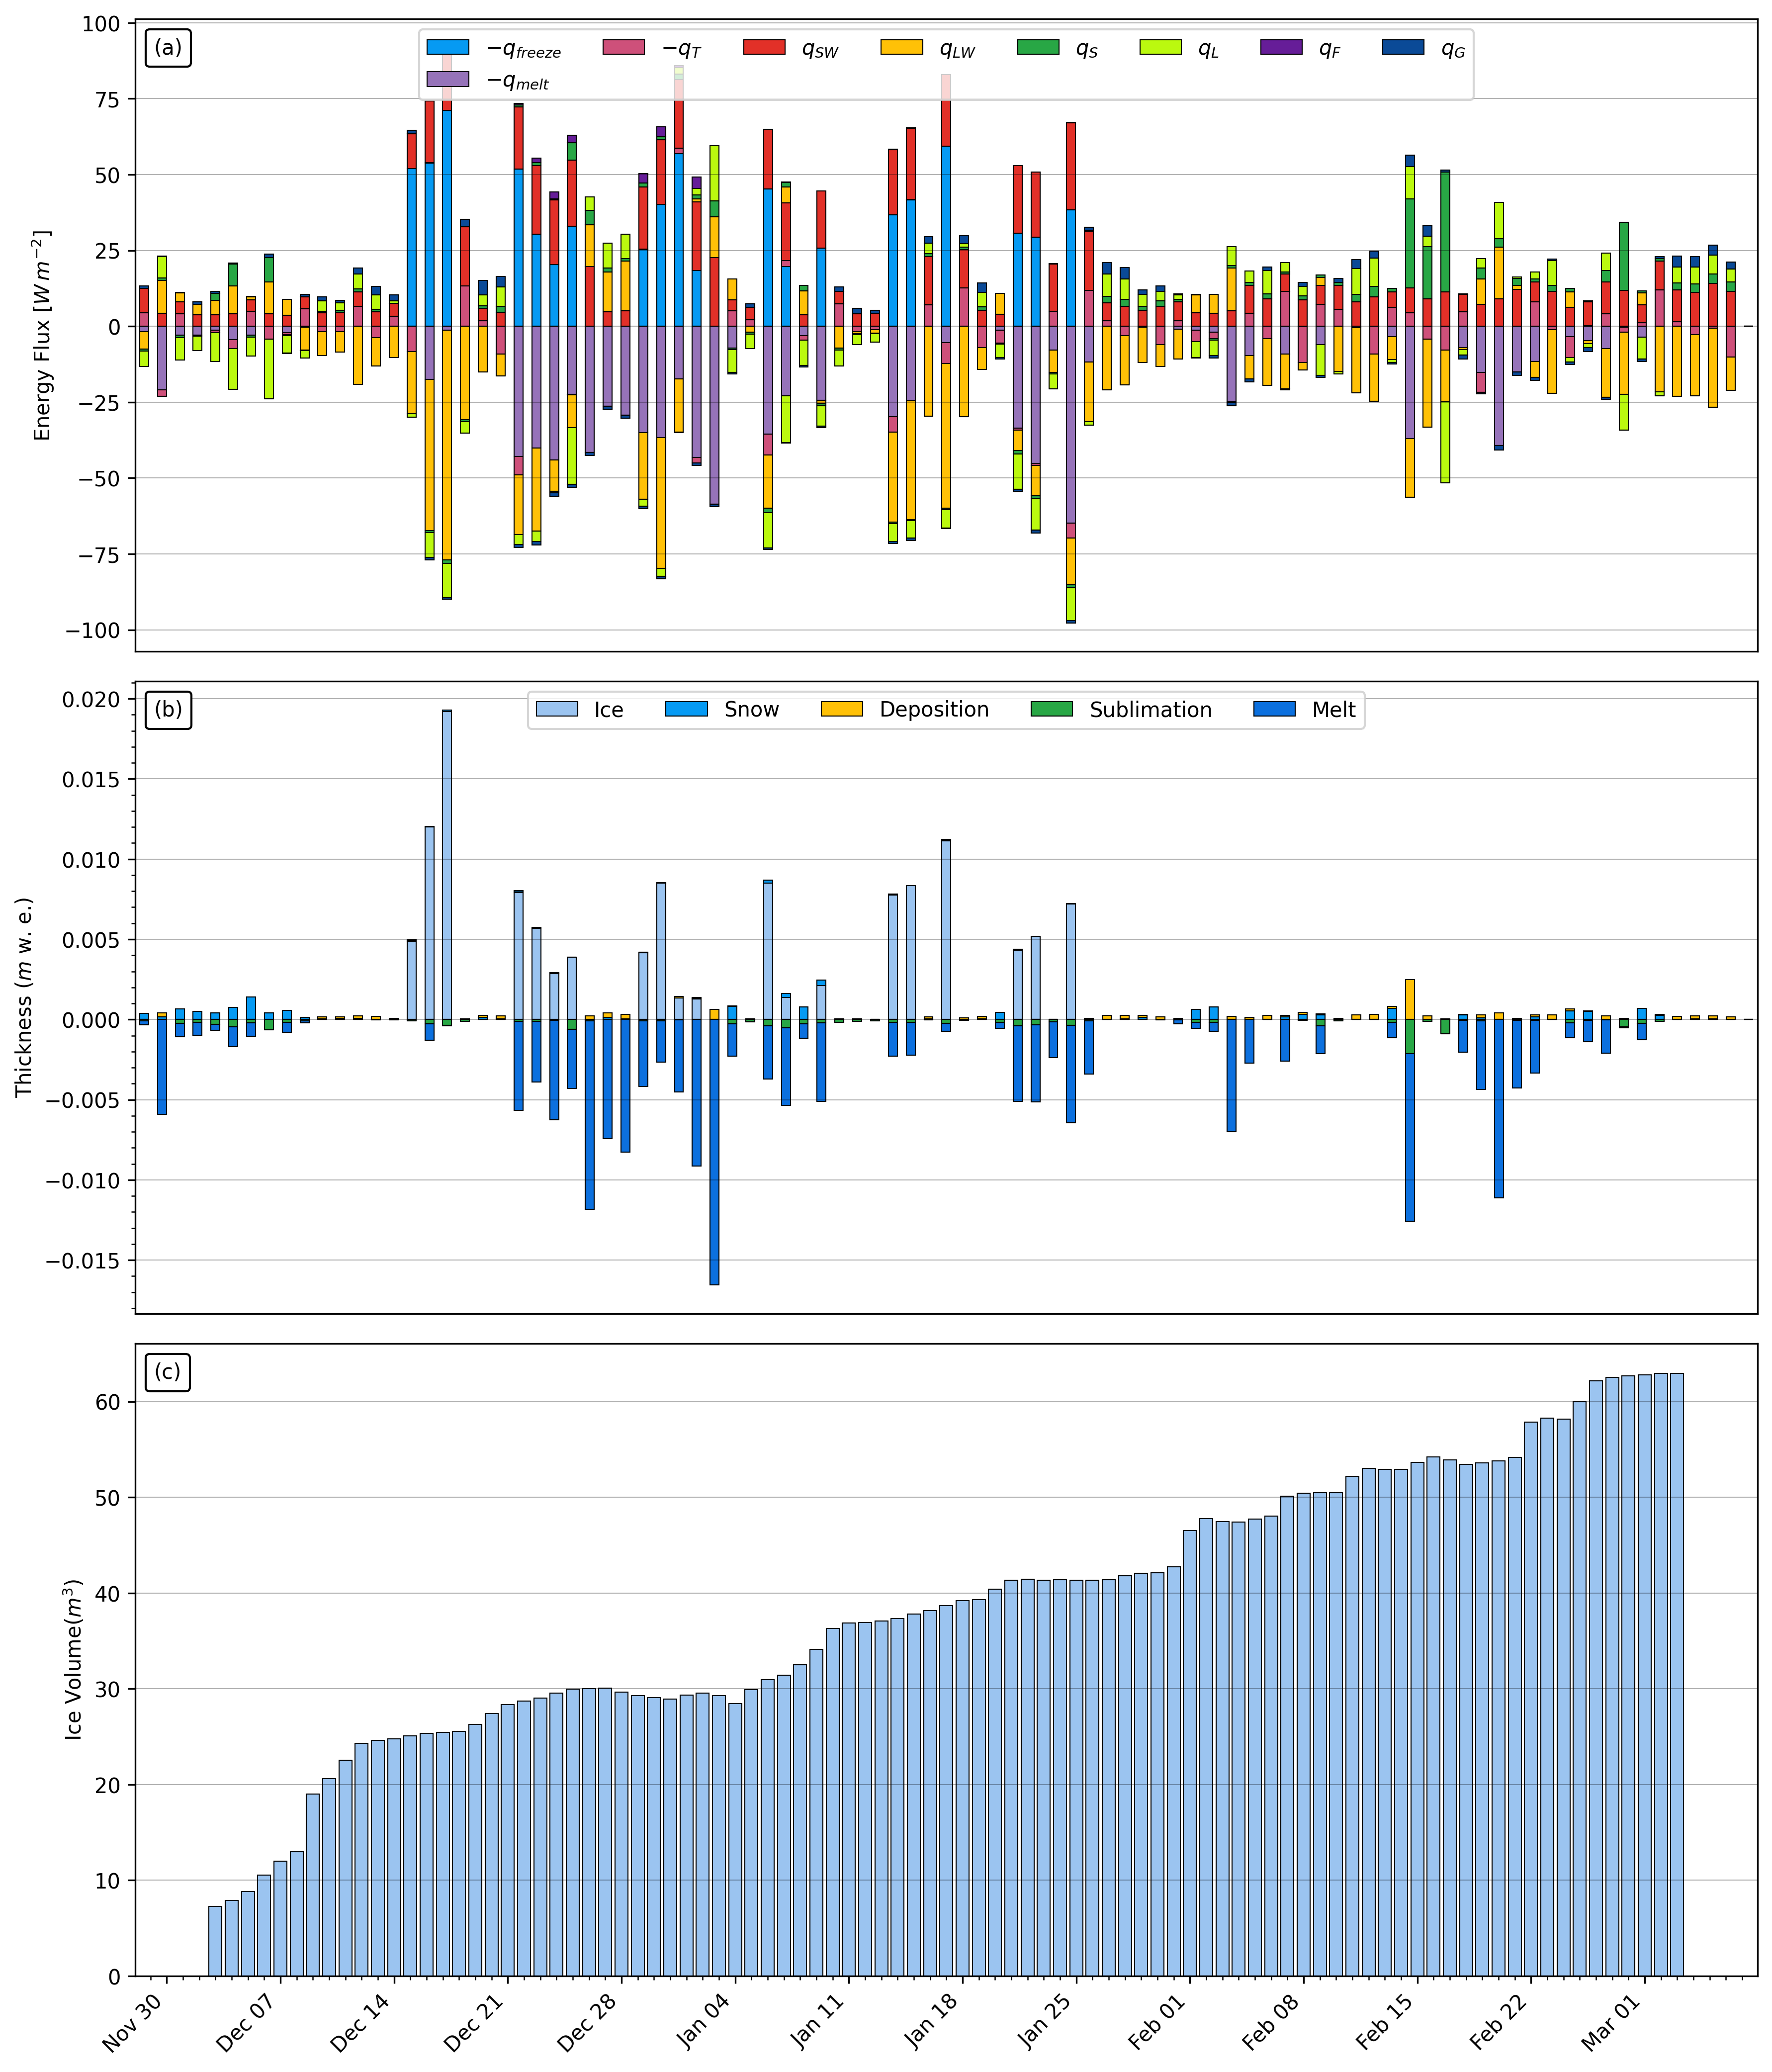 (a)
−q_freeze −q_T q_SW q_LW q_S q_L q_F q_G
−q_melt
Energy Flux [W m⁻²]
100
75
50
25
0
−25
−50
−75
−100
(b)
Ice Snow Deposition Sublimation Melt
Thickness (m w. e.)
0.020
0.015
0.010
0.005
0.000
−0.005
−0.010
−0.015
(c)
Ice Volume(m³)
60
50
40
30
20
10
0
Nov 30 Dec 07 Dec 14 Dec 21 Dec 28 Jan 04 Jan 11 Jan 18 Jan 25 Feb 01 Feb 08 Feb 15 Feb 22 Mar 01